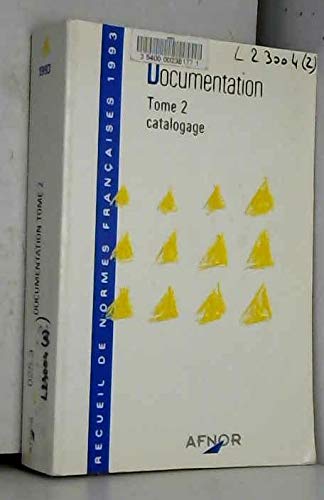 L 23004 (2)
Documentation
Tome 2
catalogage
RECUEIL DE NORMES FRANÇAISES 1993
AFNOR
1993
DOCUMENTATION TOME 2